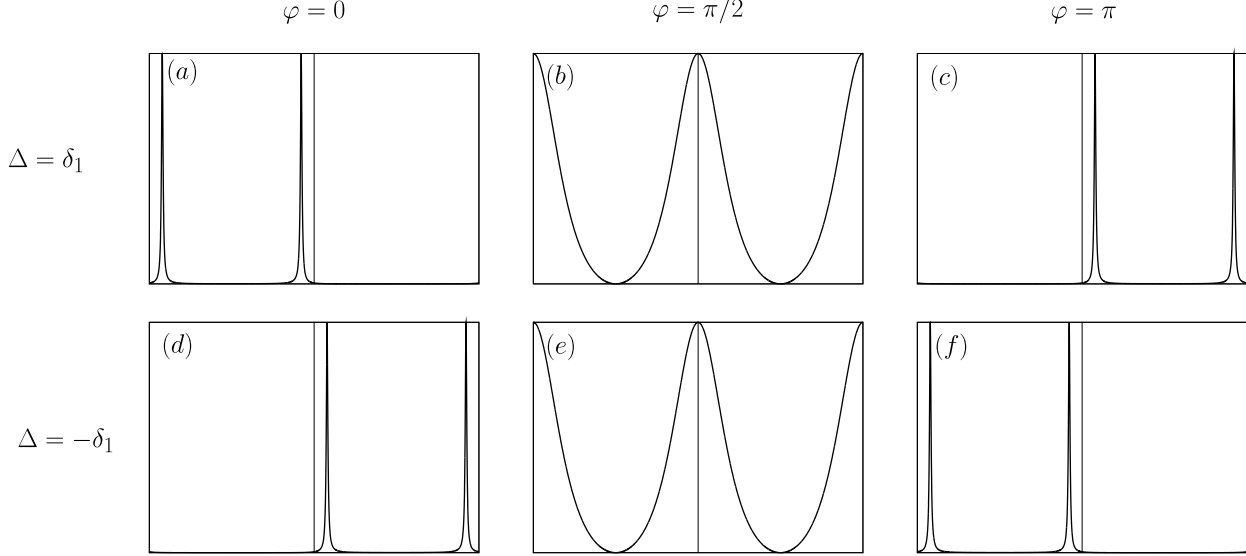 φ = 0
φ = π/2
φ = π
Δ = δ₁
(a)
(b)
(c)
Δ = −δ₁
(d)
(e)
(f)